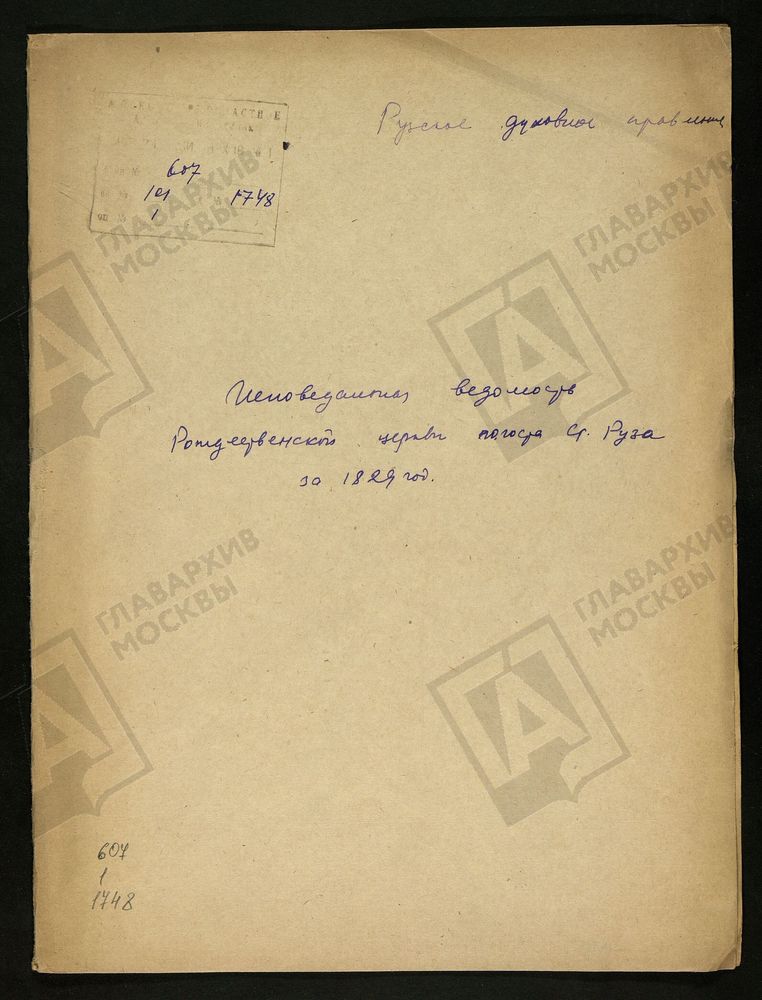 Рузское духовное правление
607
101 1748
1
Исповедальная ведомость
Рождественской церкви погоста Ст. Руза
за 1829 год.
607
1
1748
ГЛАВАРХИВ
МОСКВЫ
ГЛАВАРХИВ
МОСКВЫ
ГЛАВАРХИВ
МОСКВЫ
ГЛАВАРХИВ
МОСКВЫ